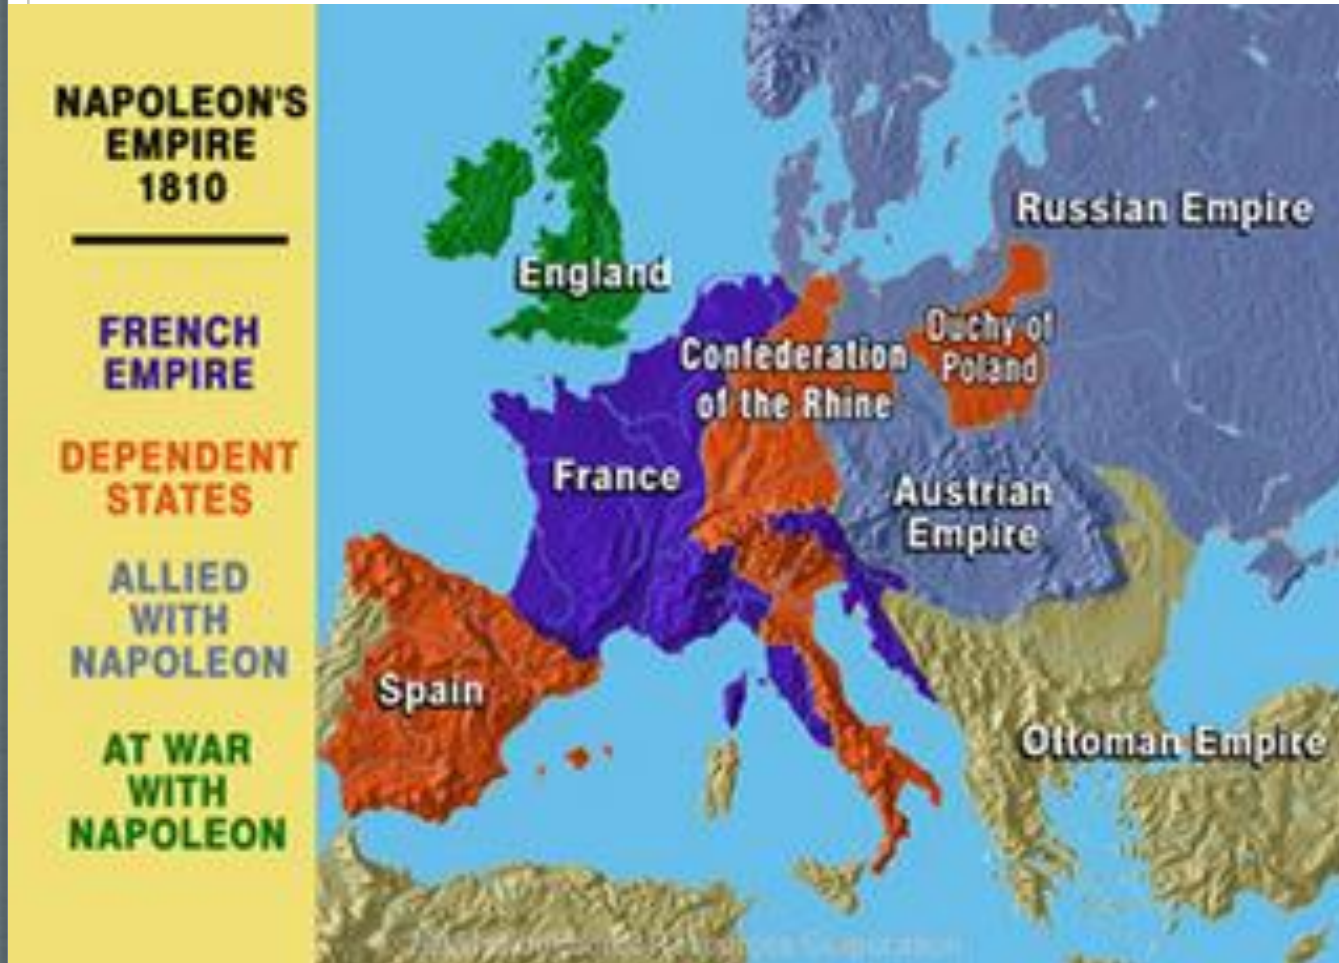 NAPOLEON'S
EMPIRE
1810
FRENCH
EMPIRE
DEPENDENT
STATES
ALLIED
WITH
NAPOLEON
AT WAR
WITH
NAPOLEON
Russian Empire
England
Duchy of
Poland
Confederation
of the Rhine
France
Austrian
Empire
Spain
Ottoman Empire
Corporation